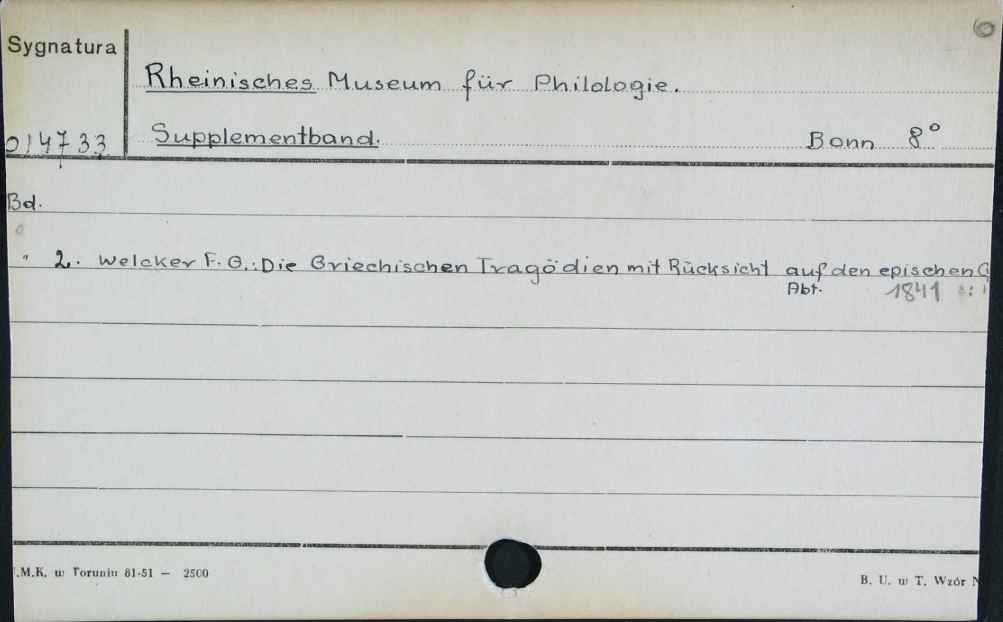 Sygnatura
Rheinisches Museum für Philologie.
014733 Supplementband. Bonn 8°
Bd.
" 2. Welcker F. G.: Die Griechischen Tragödien mit Rücksicht auf den epischen C
Abt. 1841
.M.K. w Toruniu 81-51 — 2500
B. U. w T. Wzór N